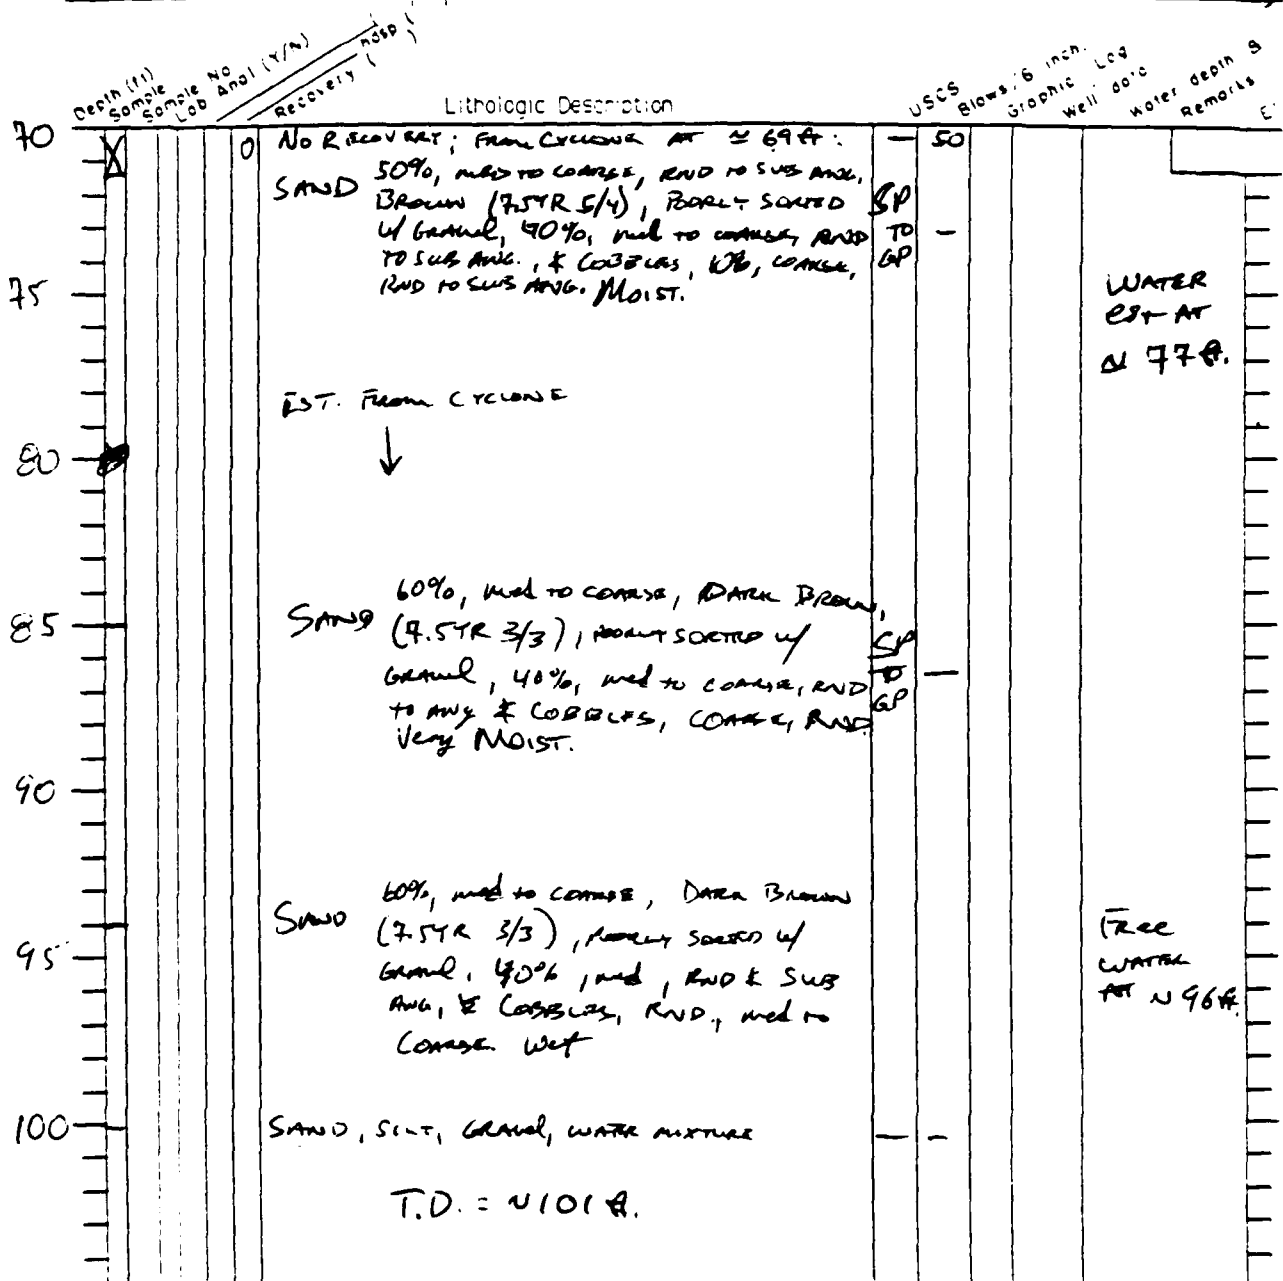 Depth (ft)
Sample
Sample No
Lab Anal (Y/N)
Recovery (
Lithologic Description
USCS
Blows/6 inch.
Graphic Log
Well data
Water depth &
Remarks
70
0
NO RECOVERY; FROM CYCLONE AT ≃ 69 ft:
— 50
SAND 50%, MED TO COARSE, RND TO SUB ANG,
BROWN (7.5YR 5/4), POORLY SORTED
W/ GRAVEL, 40%, med TO COARSE, RND
TO SUB ANG., & COBBLES, 10%, COARSE,
RND TO SUB ANG. MOIST.
SP
TO —
GP
75
WATER
est AT
~ 77 ft.
EST. FROM CYCLONE
↓
80
SAND 60%, med TO COARSE, DARK BROWN,
85
(7.5YR 3/3), POORLY SORTED w/
GRAVEL, 40%, med to COARSE, RND
to ang & COBBLES, COARSE, RND
Very MOIST.
SP
TO —
GP
90
SAND 60%, med to COARSE, DARK BROWN
(7.5YR 3/3), POORLY SORTED w/
95
GRAVEL, 40%, med, RND & SUB
ANG, & COBBLES, RND., med to
COARSE. Wet
Free
WATER
AT ~ 96 ft.
100
SAND, SILT, GRAVEL, WATER MIXTURE
— –
T.D. = ~101 ft.